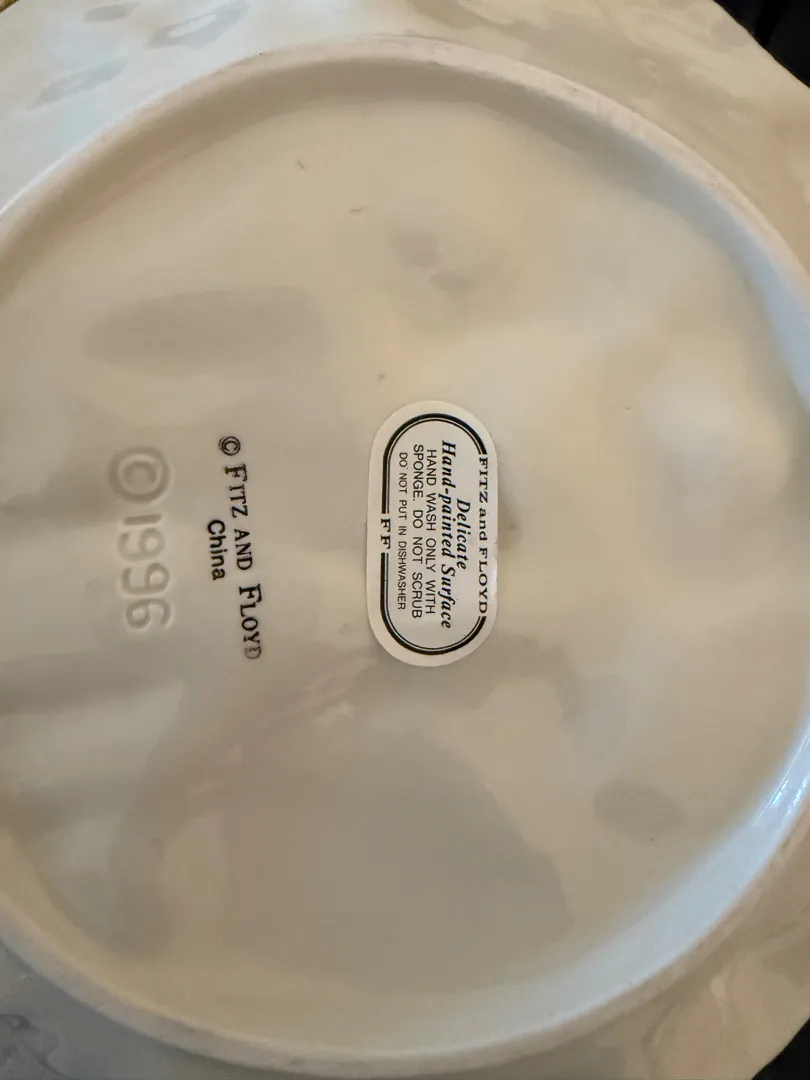 FITZ and FLOYD
Delicate
Hand-painted Surface
HAND WASH ONLY WITH
SPONGE. DO NOT SCRUB
DO NOT PUT IN DISHWASHER
FF
© FITZ AND FLOYD
China
© 1996